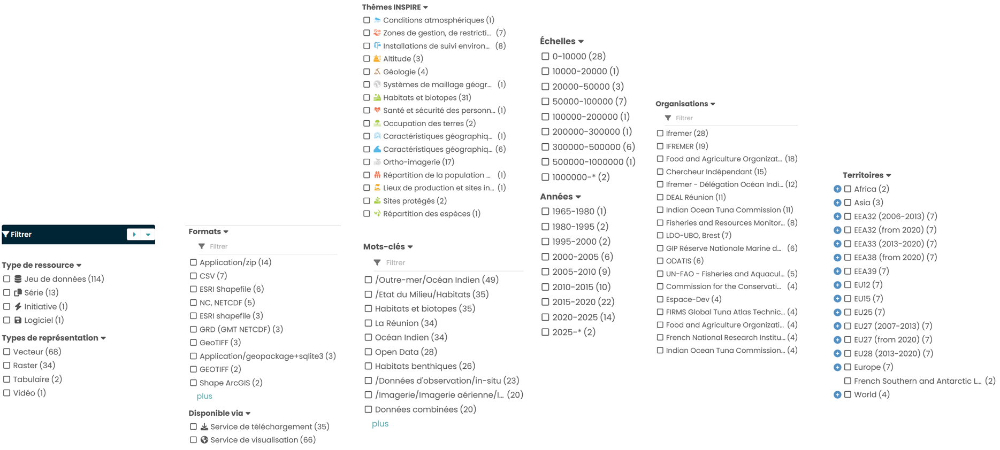 Filtrer
Type de ressource
Jeu de données (114)
Série (13)
Initiative (1)
Logiciel (1)
Types de représentation
Vecteur (68)
Raster (34)
Tabulaire (2)
Vidéo (1)
Formats
Filtrer
Application/zip (14)
CSV (7)
ESRI Shapefile (6)
NC, NETCDF (5)
ESRI shapefile (3)
GRD (GMT NETCDF) (3)
GeoTIFF (3)
Application/geopackage+sqlite3 (3)
GEOTIFF (2)
Shape ArcGIS (2)
plus
Disponible via
Service de téléchargement (35)
Service de visualisation (66)
Thèmes INSPIRE
Conditions atmosphériques (1)
Zones de gestion, de restricti... (7)
Installations de suivi environ... (8)
Altitude (3)
Géologie (4)
Systèmes de maillage géogr... (1)
Habitats et biotopes (31)
Santé et sécurité des personn... (1)
Occupation des terres (2)
Caractéristiques géographiq... (1)
Caractéristiques géographiq... (6)
Ortho-imagerie (17)
Répartition de la population ... (1)
Lieux de production et sites in... (1)
Sites protégés (2)
Répartition des espèces (1)
Mots-clés
Filtrer
/Outre-mer/Océan Indien (49)
/Etat du Milieu/Habitats (35)
Habitats et biotopes (35)
La Réunion (34)
Océan Indien (34)
Open Data (28)
Habitats benthiques (26)
/Données d'observation/in-situ (23)
/Imagerie/Imagerie aérienne/I... (20)
Données combinées (20)
plus
Échelles
0-10000 (28)
10000-20000 (1)
20000-50000 (3)
50000-100000 (7)
100000-200000 (1)
200000-300000 (1)
300000-500000 (6)
500000-1000000 (1)
1000000-* (2)
Années
1965-1980 (1)
1980-1995 (2)
1995-2000 (2)
2000-2005 (6)
2005-2010 (9)
2010-2015 (10)
2015-2020 (22)
2020-2025 (14)
2025-* (2)
Organisations
Filtrer
Ifremer (28)
IFREMER (19)
Food and Agriculture Organizat... (18)
Chercheur Indépendant (15)
Ifremer - Délégation Océan Indi... (12)
DEAL Réunion (11)
Indian Ocean Tuna Commission (11)
Fisheries and Resources Monitor... (8)
LDO-UBO, Brest (7)
GIP Réserve Nationale Marine d... (6)
ODATIS (6)
UN-FAO - Fisheries and Aquacul... (5)
Commission for the Conservati... (4)
Espace-Dev (4)
FIRMS Global Tuna Atlas Technic... (4)
Food and Agriculture Organizati... (4)
French National Research Institu... (4)
Indian Ocean Tuna Commission... (4)
Territoires
Africa (2)
Asia (3)
EEA32 (2006-2013) (7)
EEA32 (from 2020) (7)
EEA33 (2013-2020) (7)
EEA38 (from 2020) (7)
EEA39 (7)
EU12 (7)
EU15 (7)
EU25 (7)
EU27 (2007-2013) (7)
EU27 (from 2020) (7)
EU28 (2013-2020) (7)
Europe (7)
French Southern and Antarctic L... (2)
World (4)